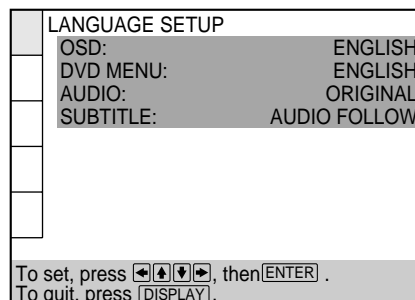 LANGUAGE SETUP
OSD: ENGLISH
DVD MENU: ENGLISH
AUDIO: ORIGINAL
SUBTITLE: AUDIO FOLLOW
To set, press ←↑↓→, then ENTER .
To quit, press DISPLAY.